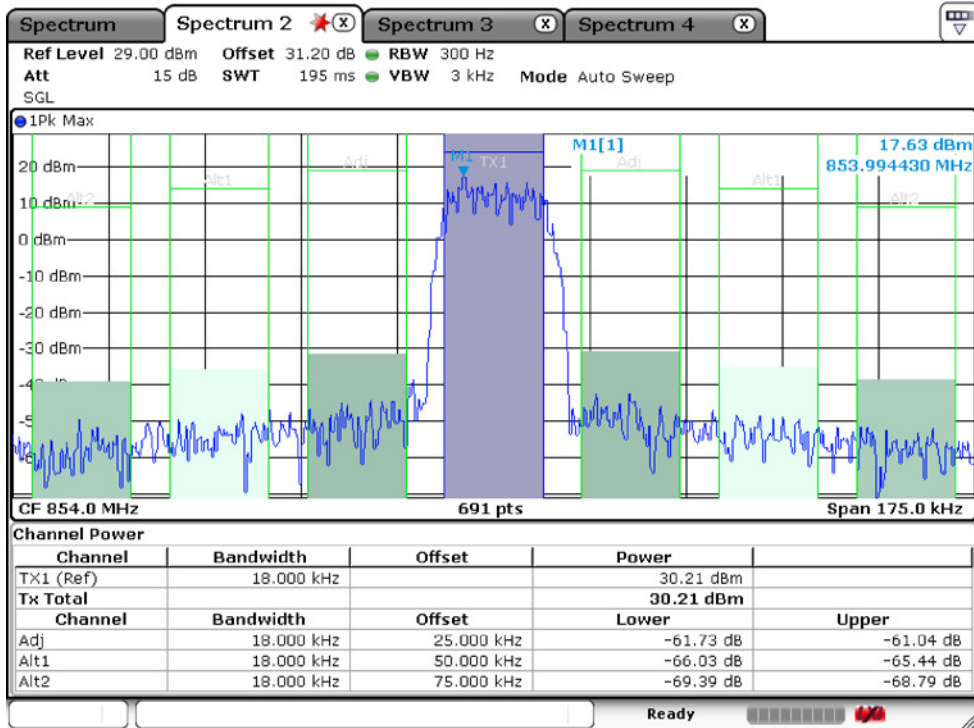 Spectrum Spectrum 2 X Spectrum 3 X Spectrum 4 X
Ref Level 29.00 dBm Offset 31.20 dB RBW 300 Hz
Att 15 dB SWT 195 ms VBW 3 kHz Mode Auto Sweep
SGL
1Pk Max
M1[1] 17.63 dBm
853.994430 MHz
M1
TX1
Adj
Adj
Alt1
Alt1
Alt2
Alt2
20 dBm
10 dBm
0 dBm
-10 dBm
-20 dBm
-30 dBm
CF 854.0 MHz 691 pts Span 175.0 kHz
Channel Power
Channel Bandwidth Offset Power
TX1 (Ref) 18.000 kHz 30.21 dBm
Tx Total 30.21 dBm
Channel Bandwidth Offset Lower Upper
Adj 18.000 kHz 25.000 kHz -61.73 dB -61.04 dB
Alt1 18.000 kHz 50.000 kHz -66.03 dB -65.44 dB
Alt2 18.000 kHz 75.000 kHz -69.39 dB -68.79 dB
Ready